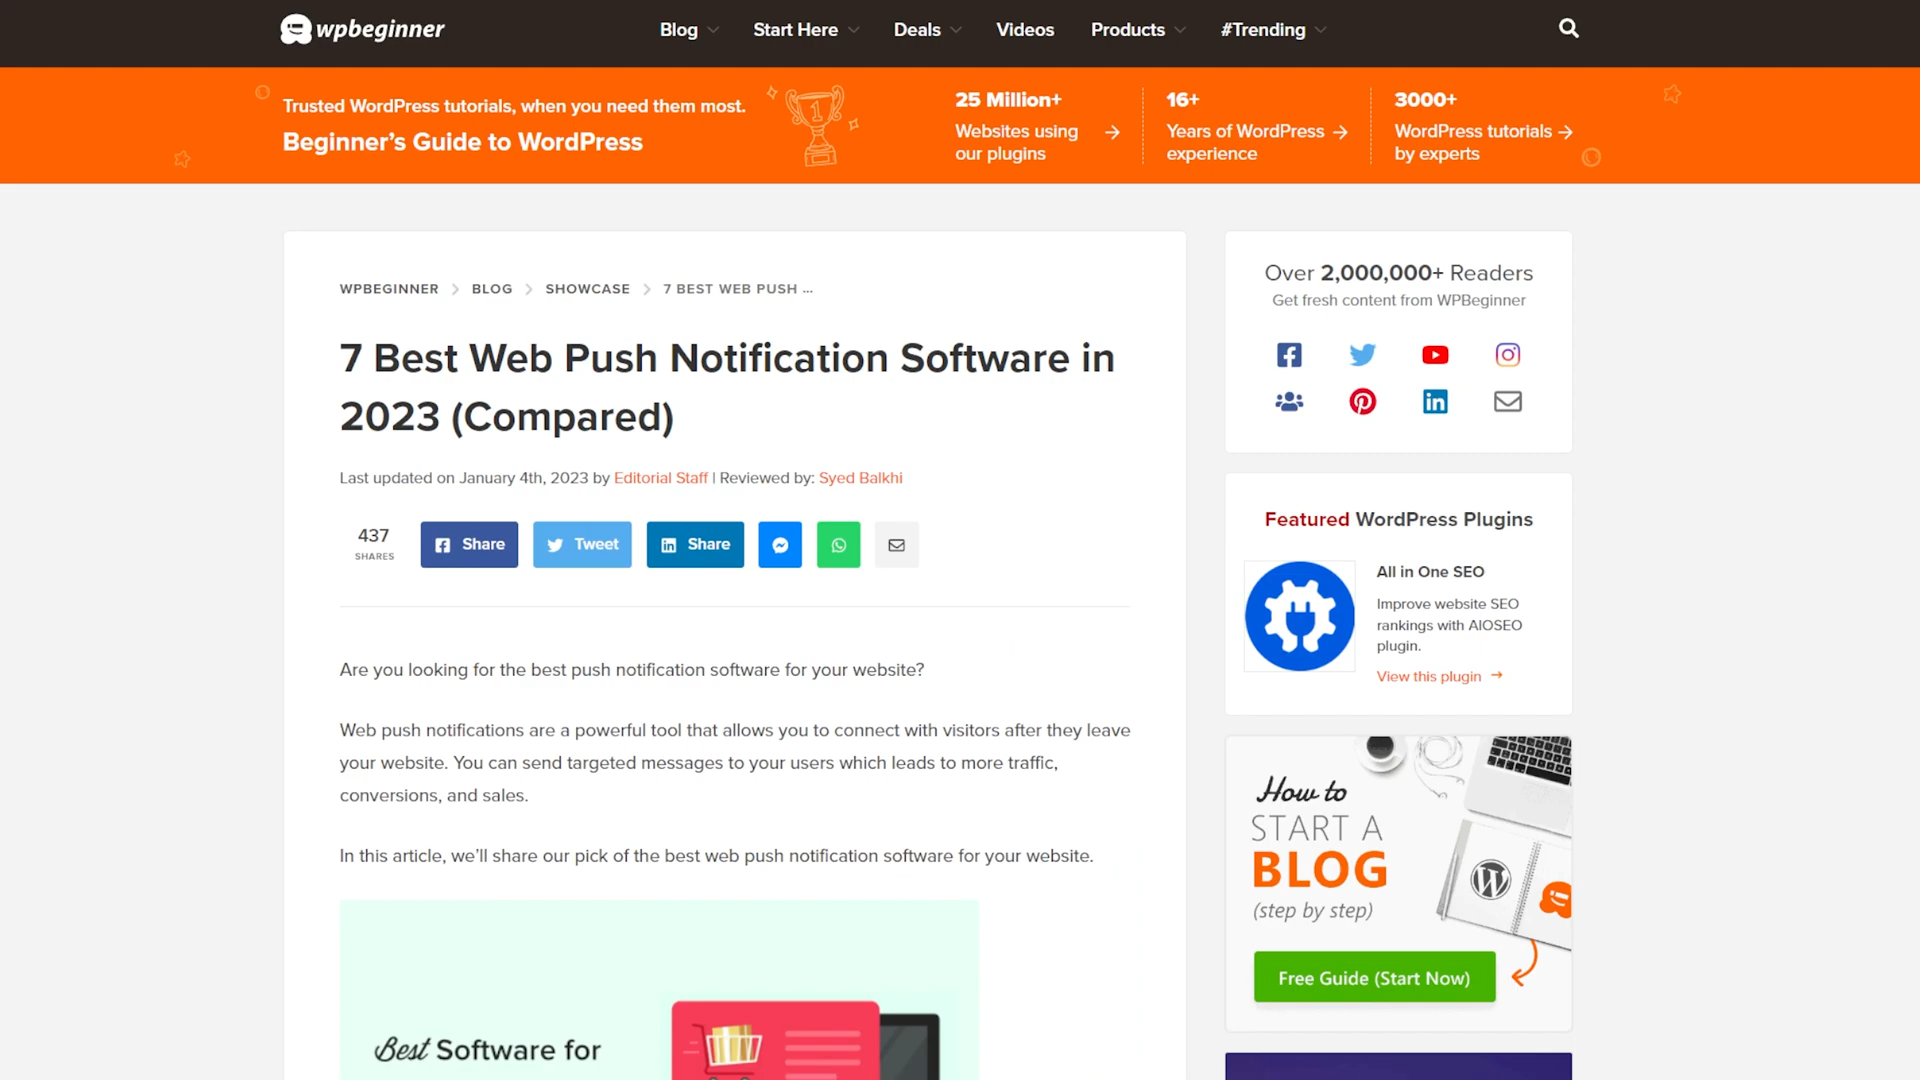 wpbeginner
Blog
Start Here
Deals
Videos
Products
#Trending
Trusted WordPress tutorials, when you need them most.
Beginner's Guide to WordPress
1
25 Million+
Websites using
our plugins
16+
Years of WordPress
experience
3000+
WordPress tutorials
by experts
WPBEGINNER
BLOG
SHOWCASE
7 BEST WEB PUSH ...
7 Best Web Push Notification Software in
2023 (Compared)
Last updated on January 4th, 2023 by Editorial Staff | Reviewed by: Syed Balkhi
437
SHARES
Share
Tweet
Share
Are you looking for the best push notification software for your website?
Web push notifications are a powerful tool that allows you to connect with visitors after they leave
your website. You can send targeted messages to your users which leads to more traffic,
conversions, and sales.
In this article, we'll share our pick of the best web push notification software for your website.
Best Software for
Over 2,000,000+ Readers
Get fresh content from WPBeginner
Featured WordPress Plugins
All in One SEO
Improve website SEO
rankings with AIOSEO
plugin.
View this plugin
How to
START A
BLOG
(step by step)
Free Guide (Start Now)